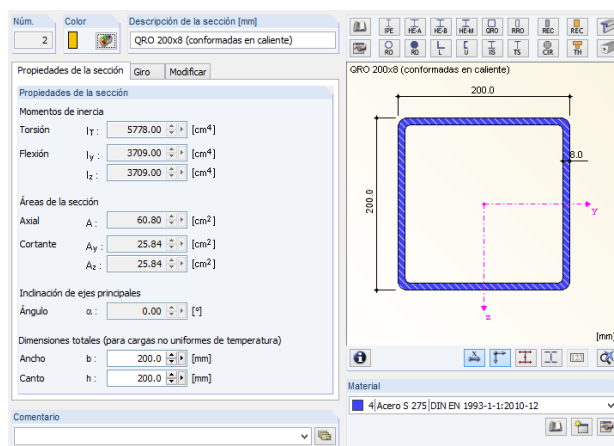 Núm.
Color
Descripción de la sección [mm]
2
QRO 200x8 (conformadas en caliente)
Propiedades de la sección
Giro
Modificar
Propiedades de la sección
Momentos de inercia
Torsión IT : 5778.00 [cm4]
Flexión Iy : 3709.00 [cm4]
Iz : 3709.00 [cm4]
Áreas de la sección
Axial A : 60.80 [cm2]
Cortante Ay : 25.84 [cm2]
Az : 25.84 [cm2]
Inclinación de ejes principales
Ángulo α : 0.00 [°]
Dimensiones totales (para cargas no uniformes de temperatura)
Ancho b : 200.0 [mm]
Canto h : 200.0 [mm]
Comentario
IPE HE-A HE-B HE-M QRO RRO REC REC
RO RD L U IS TS CIR TH
QRO 200x8 (conformadas en caliente)
200.0
8.0
200.0
Y
z
[mm]
Material
4 Acero S 275 DIN EN 1993-1-1:2010-12